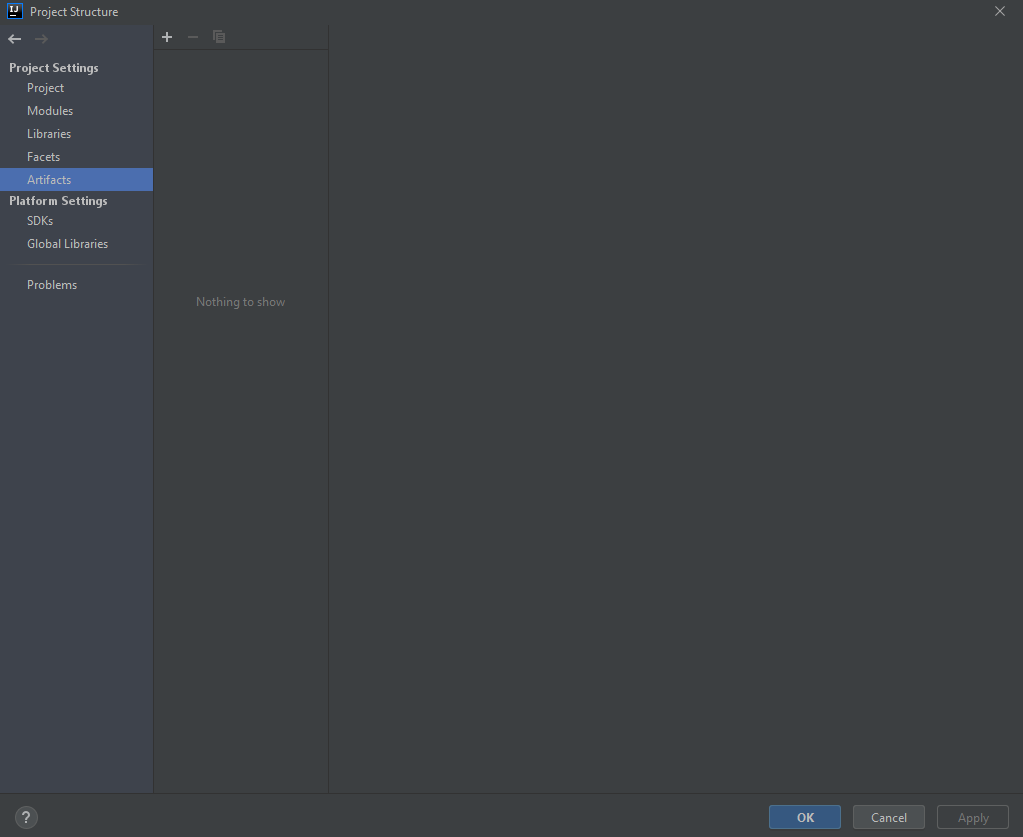 IJ
Project Structure
Project Settings
Project
Modules
Libraries
Facets
Artifacts
Platform Settings
SDKs
Global Libraries
Problems
Nothing to show
?
OK
Cancel
Apply